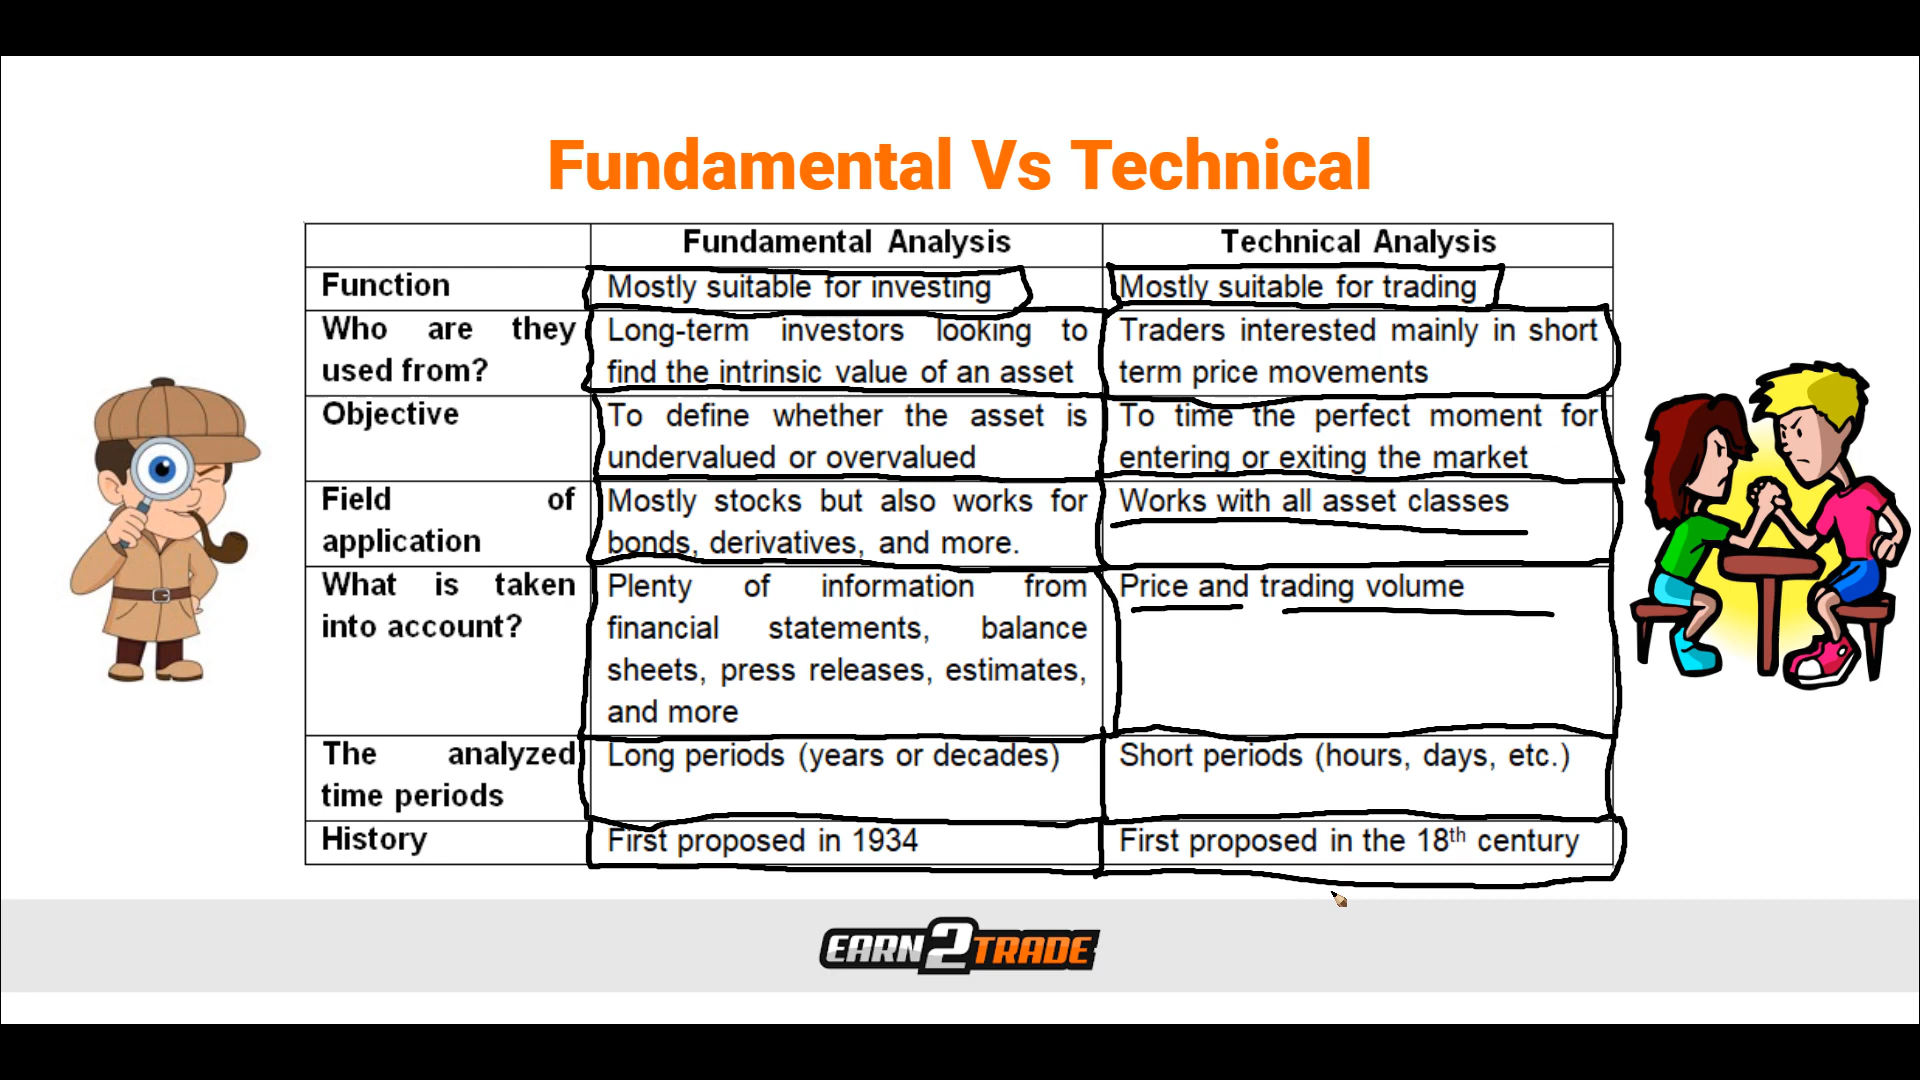 Fundamental Vs Technical
Fundamental Analysis Technical Analysis
Function Mostly suitable for investing Mostly suitable for trading
Who are they Long-term investors looking to Traders interested mainly in short
used from? find the intrinsic value of an asset term price movements
Objective To define whether the asset is To time the perfect moment for
undervalued or overvalued entering or exiting the market
Field of Mostly stocks but also works for Works with all asset classes
application bonds, derivatives, and more.
What is taken Plenty of information from Price and trading volume
into account? financial statements, balance
sheets, press releases, estimates,
and more
The analyzed Long periods (years or decades) Short periods (hours, days, etc.)
time periods
History First proposed in 1934 First proposed in the 18th century
EARN2TRADE